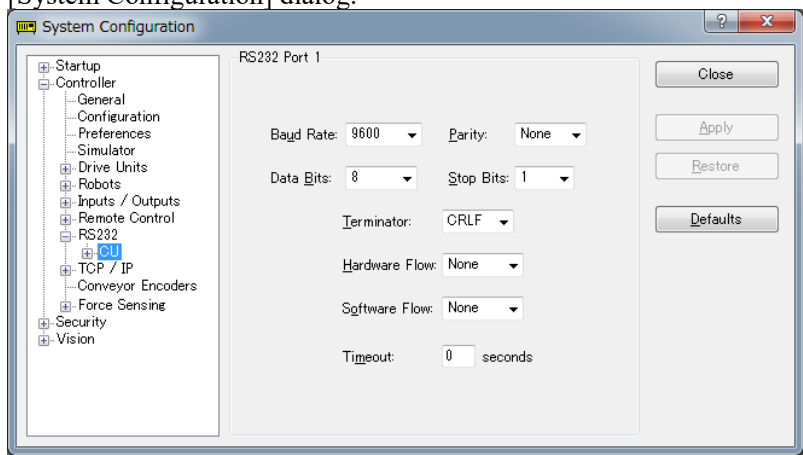 [System Configuration] dialog.
System Configuration
Startup
Controller
General
Configuration
Preferences
Simulator
Drive Units
Robots
Inputs / Outputs
Remote Control
RS232
CU
TCP / IP
Conveyor Encoders
Force Sensing
Security
Vision
RS232 Port 1
Baud Rate: 9600 Parity: None
Data Bits: 8 Stop Bits: 1
Terminator: CRLF
Hardware Flow: None
Software Flow: None
Timeout: 0 seconds
Close
Apply
Restore
Defaults